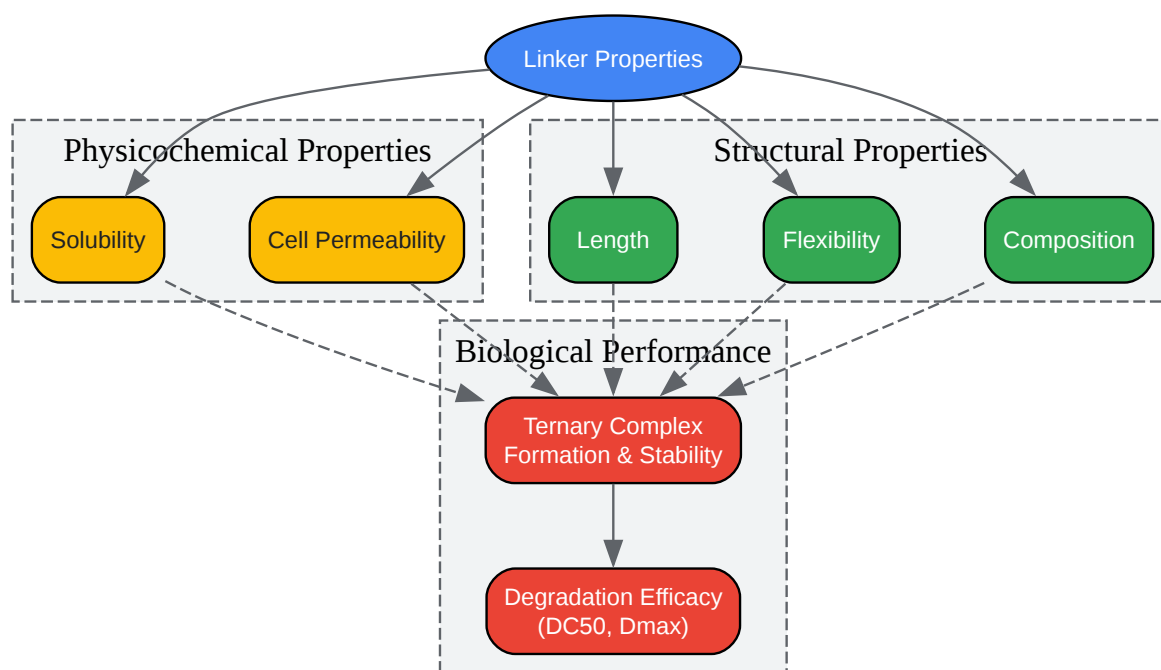 Linker Properties
Physicochemical Properties
Structural Properties
Solubility
Cell Permeability
Length
Flexibility
Composition
Biological Performance
Ternary Complex
Formation & Stability
Degradation Efficacy
(DC50, Dmax)